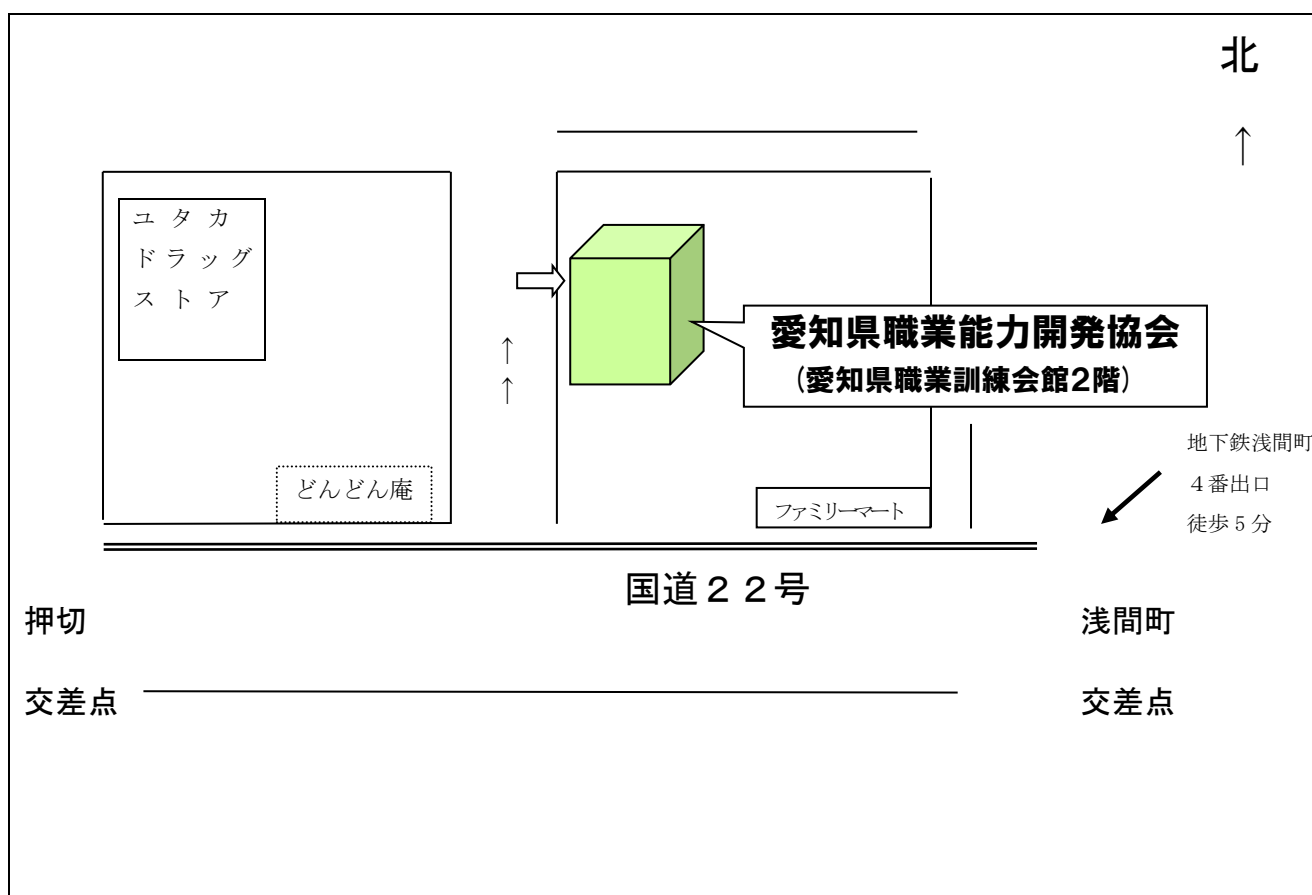 北
↑
ユタカ
ドラッグ
ストア
↑
↑
愛知県職業能力開発協会
(愛知県職業訓練会館2階)
地下鉄浅間町
４番出口
徒歩５分
どんどん庵
ファミリーマート
国道２２号
押切
交差点
浅間町
交差点